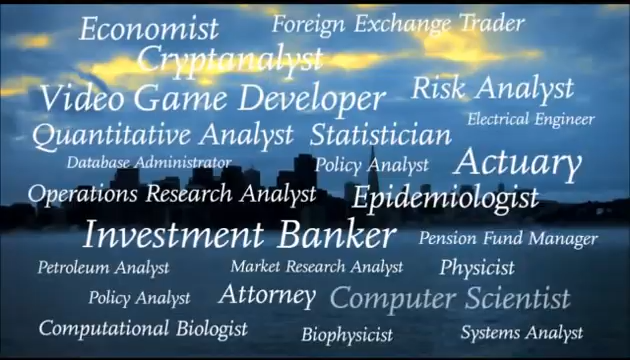 Economist Foreign Exchange Trader
Cryptanalyst
Video Game Developer Risk Analyst
Electrical Engineer
Quantitative Analyst Statistician
Database Administrator Policy Analyst Actuary
Operations Research Analyst Epidemiologist
Investment Banker Pension Fund Manager
Petroleum Analyst Market Research Analyst Physicist
Policy Analyst Attorney Computer Scientist
Computational Biologist Biophysicist Systems Analyst